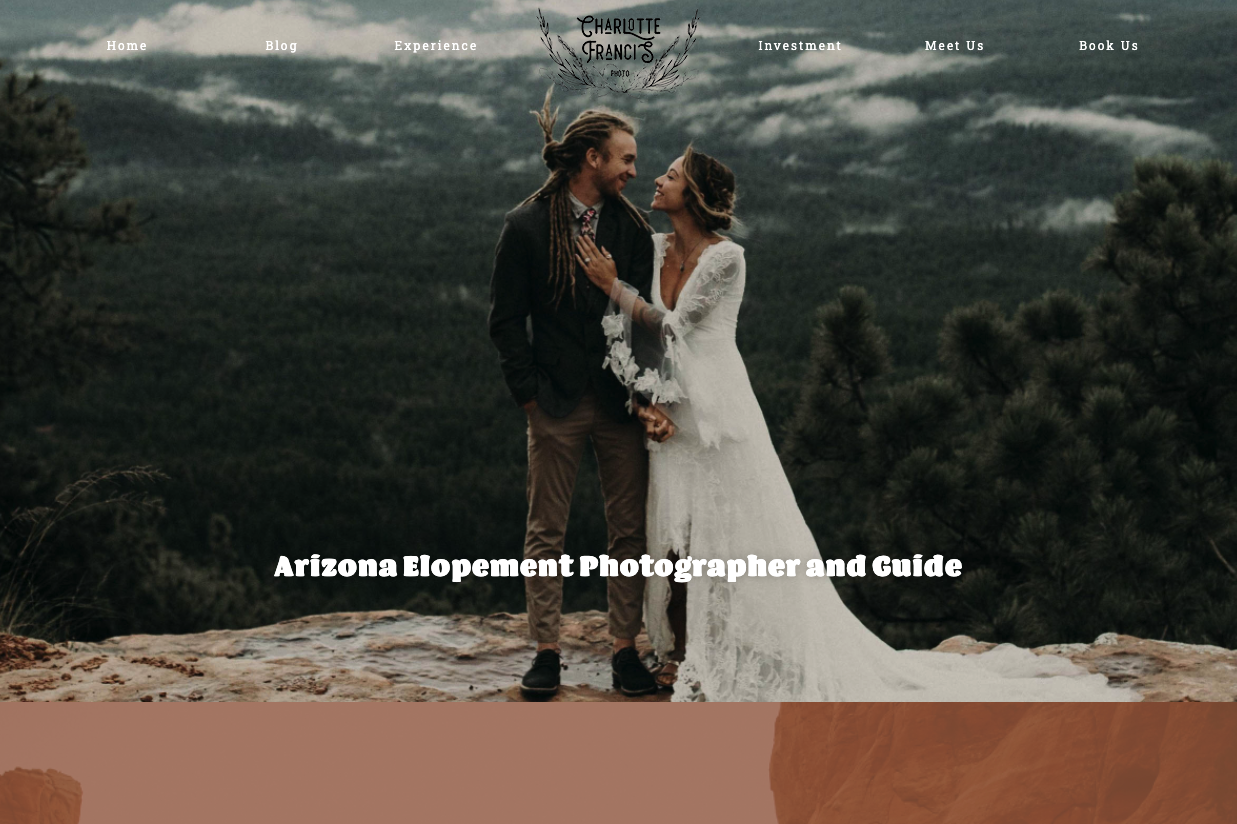 Home
Blog
Experience
CHARLOTTE
FRANCIS
PHOTO
Investment
Meet Us
Book Us
Arizona Elopement Photographer and Guide